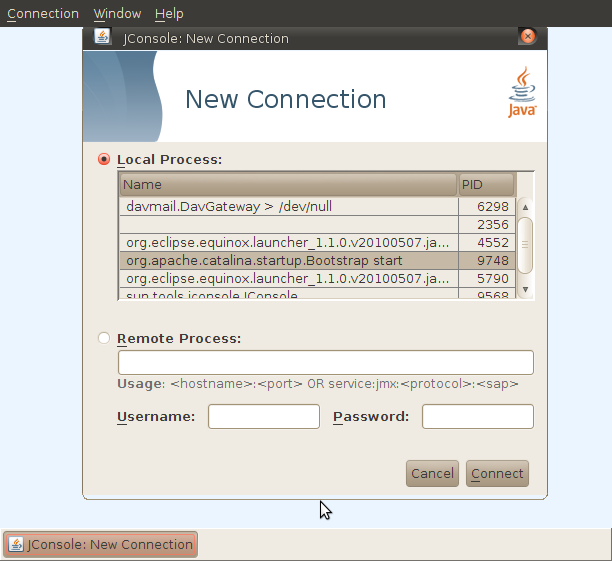 Connection Window Help
JConsole: New Connection
New Connection
Java
Local Process:
Name PID
davmail.DavGateway > /dev/null 6298
2356
org.eclipse.equinox.launcher_1.1.0.v20100507.ja... 4552
org.apache.catalina.startup.Bootstrap start 9748
org.eclipse.equinox.launcher_1.1.0.v20100507.ja... 5790
sun.tools.jconsole.JConsole 9568
Remote Process:
Usage: <hostname>:<port> OR service:jmx:<protocol>:<sap>
Username: Password:
Cancel Connect
JConsole: New Connection